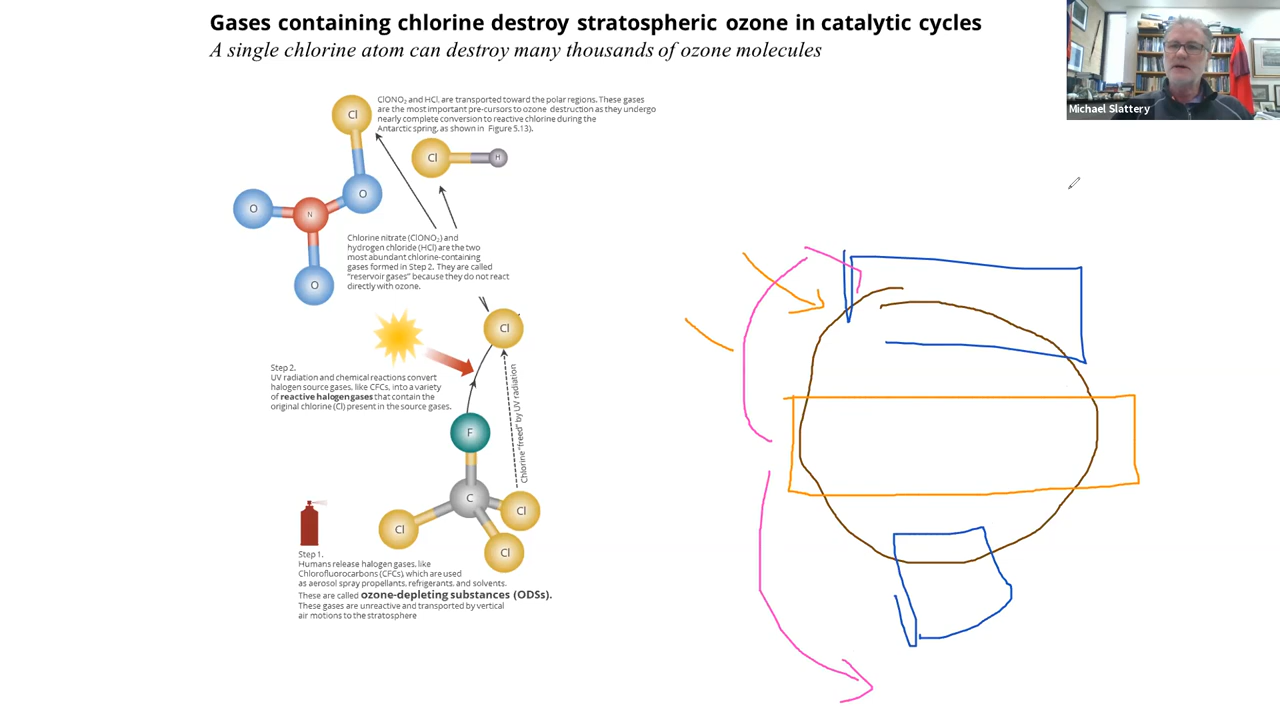 Gases containing chlorine destroy stratospheric ozone in catalytic cycles
A single chlorine atom can destroy many thousands of ozone molecules
Michael Slattery
ClONO₂ and HCl, are transported toward the polar regions. These gases
are the most important pre-cursors to ozone destruction as they undergo
nearly complete conversion to reactive chlorine during the
Antarctic spring, as shown in Figure 5.13).
Cl
Cl
H
O
O
N
O
Chlorine nitrate (ClONO₂) and
hydrogen chloride (HCl) are the two
most abundant chlorine-containing
gases formed in Step 2. They are called
"reservoir gases" because they do not react
directly with ozone.
Cl
Step 2.
UV radiation and chemical reactions convert
halogen source gases, like CFCs, into a variety
of reactive halogen gases that contain the
original chlorine (Cl) present in the source gases.
Chlorine "freed" by UV radiation
F
C
Cl
Cl
Cl
Step 1.
Humans release halogen gases, like
Chlorofluorocarbons (CFCs), which are used
as aerosol spray propellants, refrigerants, and solvents.
These are called ozone-depleting substances (ODSs).
These gases are unreactive and transported by vertical
air motions to the stratosphere